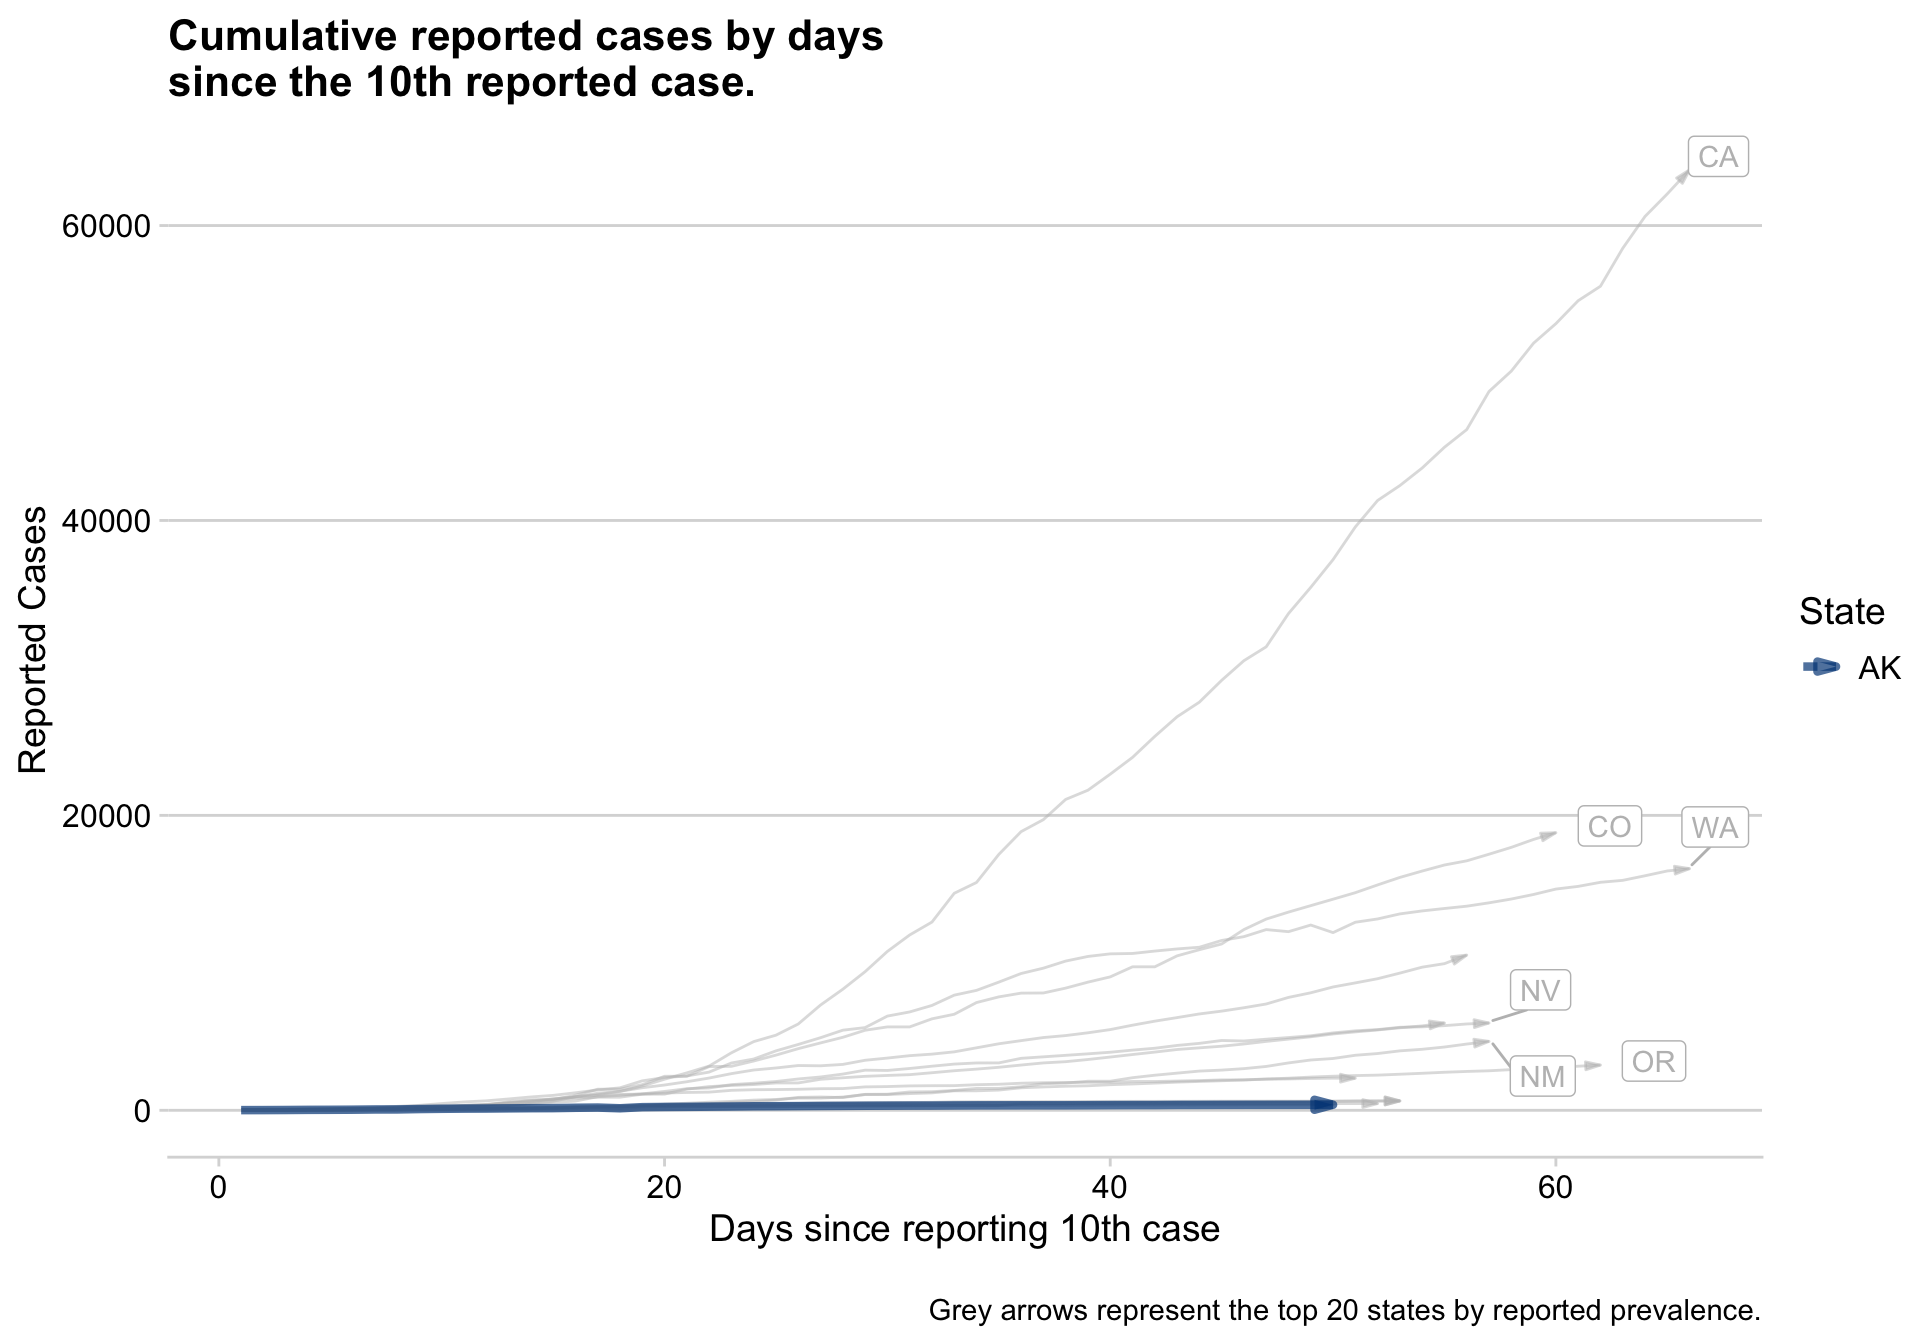 Cumulative reported cases by days
since the 10th reported case.
CA
60000
40000
Reported Cases
State
AK
20000
CO
WA
NV
NM
OR
0
0
20
40
60
Days since reporting 10th case
Grey arrows represent the top 20 states by reported prevalence.